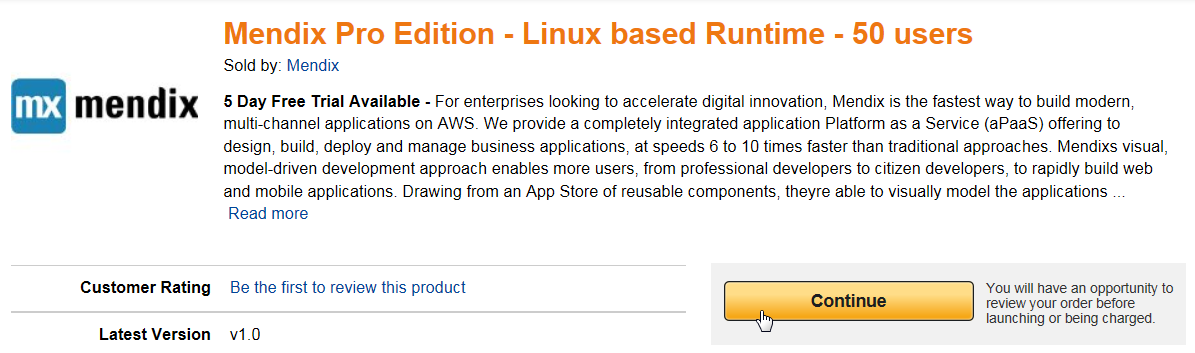 Mendix Pro Edition - Linux based Runtime - 50 users
Sold by: Mendix
mx mendix
5 Day Free Trial Available - For enterprises looking to accelerate digital innovation, Mendix is the fastest way to build modern,
multi-channel applications on AWS. We provide a completely integrated application Platform as a Service (aPaaS) offering to
design, build, deploy and manage business applications, at speeds 6 to 10 times faster than traditional approaches. Mendixs visual,
model-driven development approach enables more users, from professional developers to citizen developers, to rapidly build web
and mobile applications. Drawing from an App Store of reusable components, theyre able to visually model the applications ...
Read more
Customer Rating Be the first to review this product
Latest Version v1.0
Continue
You will have an opportunity to
review your order before
launching or being charged.